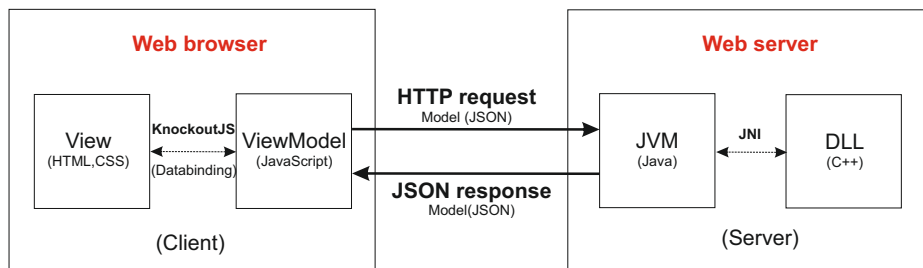 Web browser
View
(HTML,CSS)
KnockoutJS
(Databinding)
ViewModel
(JavaScript)
(Client)
HTTP request
Model (JSON)
JSON response
Model(JSON)
Web server
JVM
(Java)
JNI
DLL
(C++)
(Server)